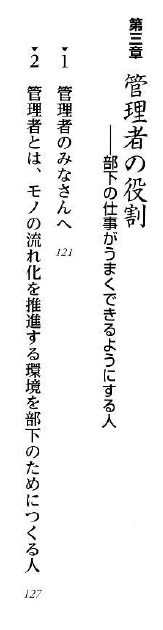 第三章 管理者の役割
――部下の仕事がうまくできるようにする人
▼1 管理者のみなさんへ 121
▼2 管理者とは、モノの流れ化を推進する環境を部下のためにつくる人 127